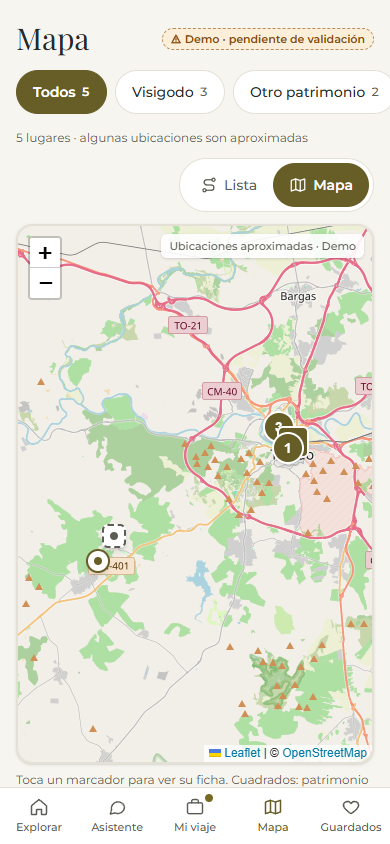 Mapa
Demo · pendiente de validación
Todos 5
Visigodo 3
Otro patrimonio 2
5 lugares · algunas ubicaciones son aproximadas
Lista
Mapa
+
−
Ubicaciones aproximadas · Demo
Bargas
TO-21
CM-40
1
-401
Leaflet | © OpenStreetMap
Toca un marcador para ver su ficha. Cuadrados: patrimonio
Explorar
Asistente
Mi viaje
Mapa
Guardados